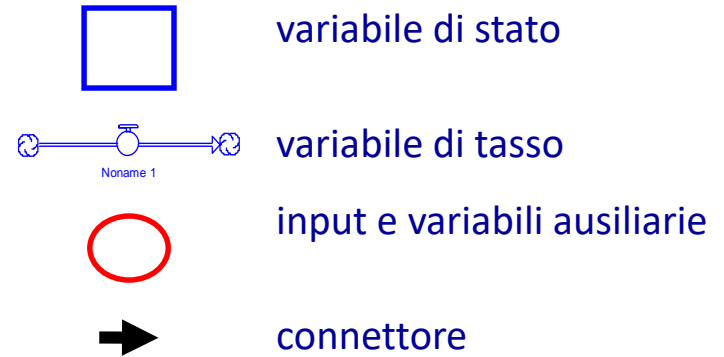 variabile di stato
variabile di tasso
Noname 1
input e variabili ausiliarie
connettore